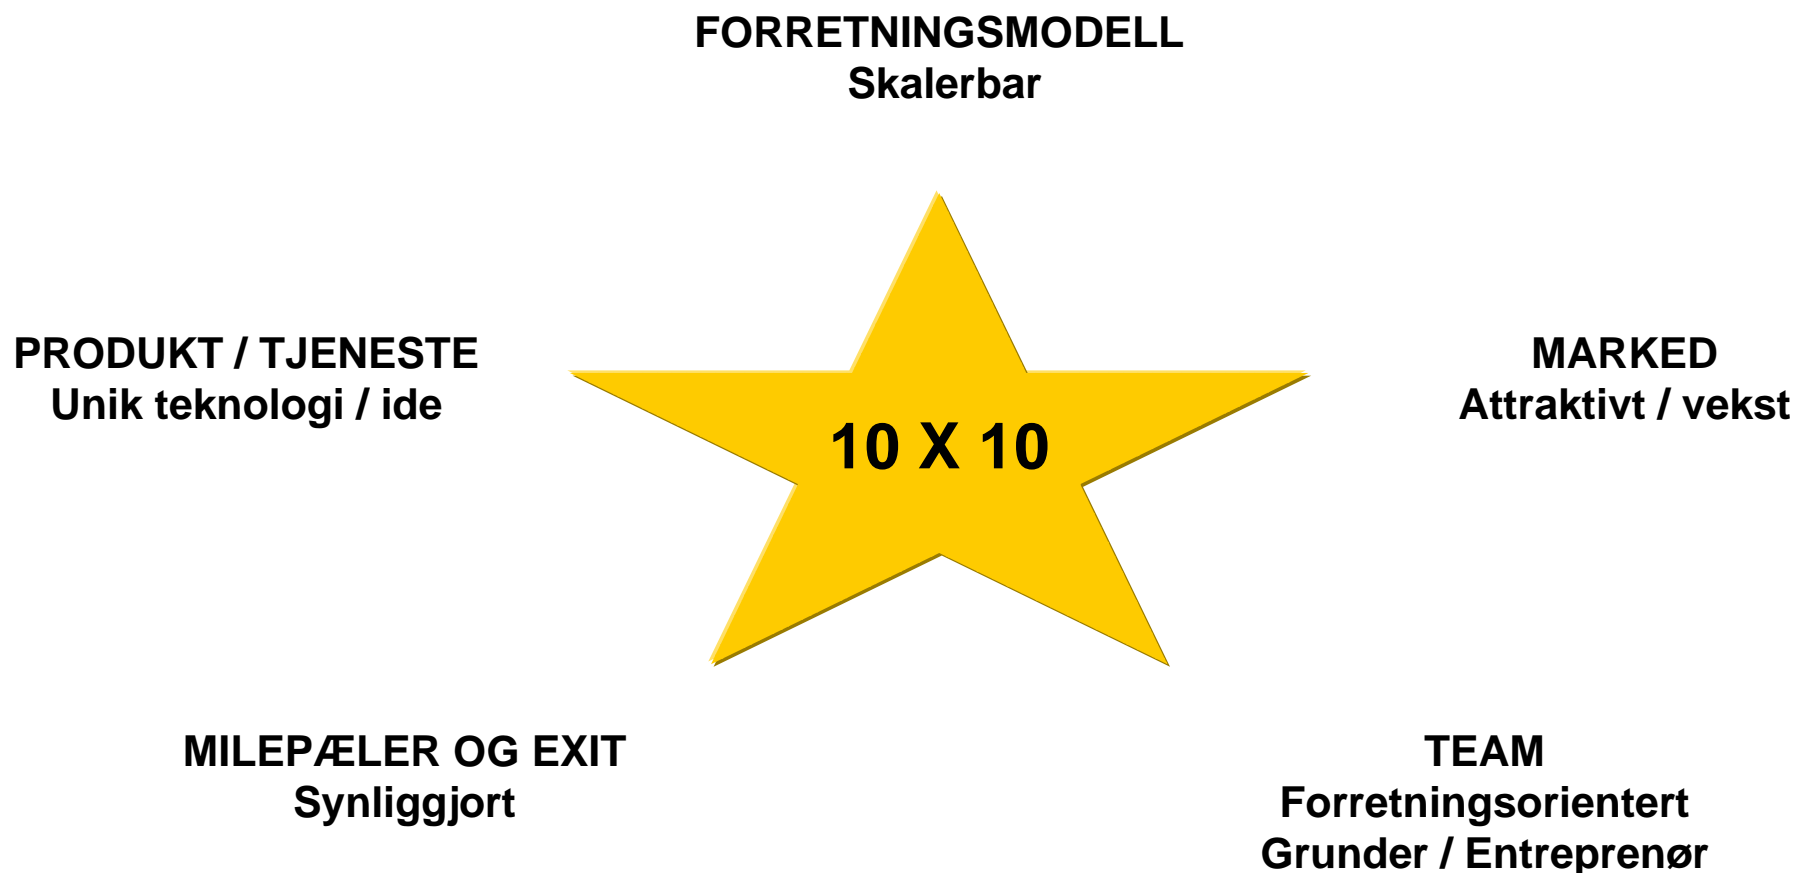 FORRETNINGSMODELL
Skalerbar
PRODUKT / TJENESTE
Unik teknologi / ide
MARKED
Attraktivt / vekst
10 X 10
MILEPÆLER OG EXIT
Synliggjort
TEAM
Forretningsorientert
Grunder / Entreprenør